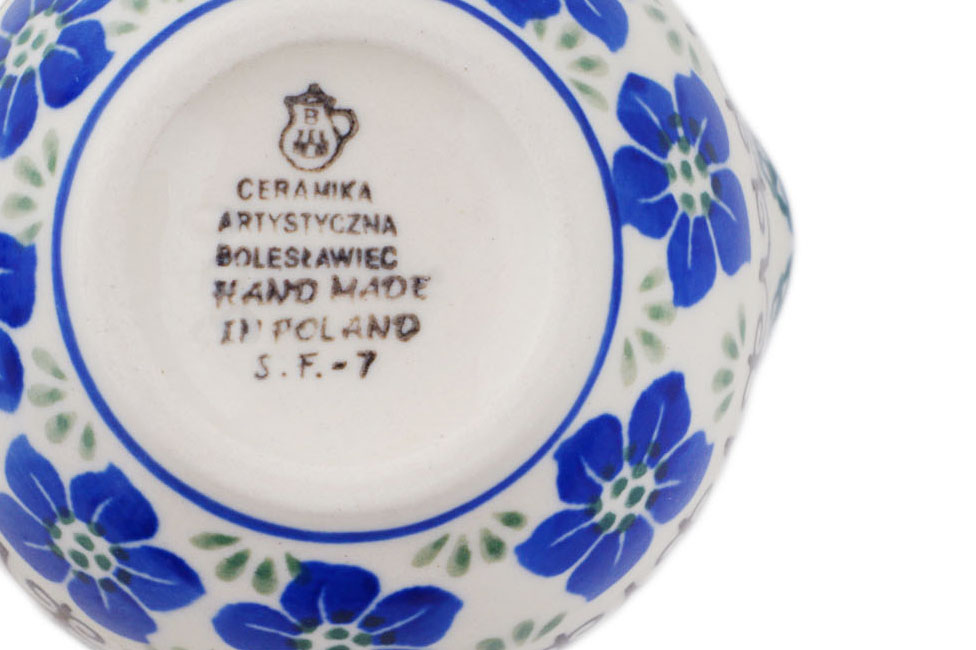 B
CERAMIKA
ARTYSTYCZNA
BOLESŁAWIEC
HAND MADE
IN POLAND
S.F.-7